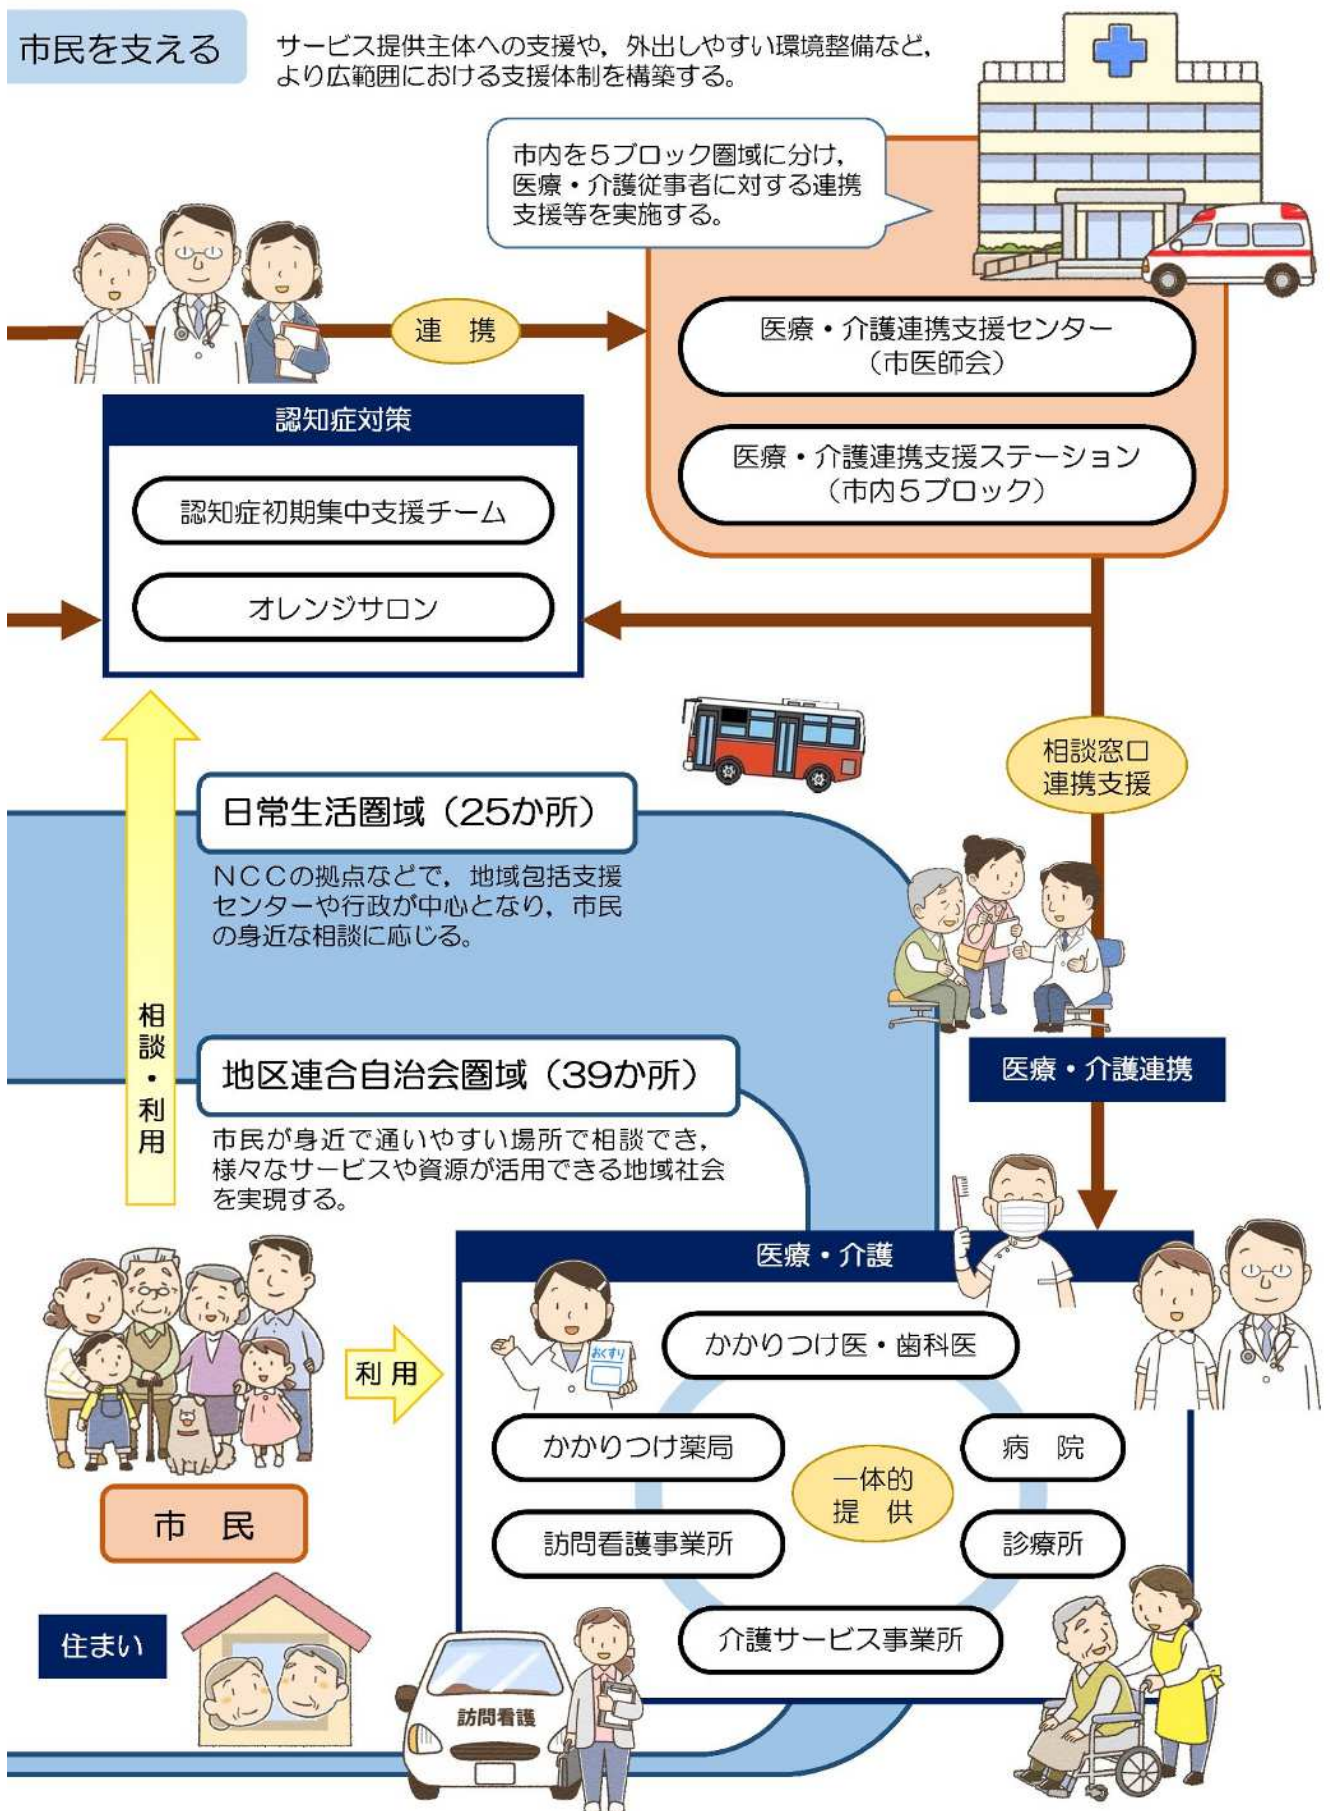 市民を支える
サービス提供主体への支援や，外出しやすい環境整備など，
より広範囲における支援体制を構築する。
市内を５ブロック圏域に分け，
医療・介護従事者に対する連携
支援等を実施する。
連　携
医療・介護連携支援センター
（市医師会）
医療・介護連携支援ステーション
（市内５ブロック）
認知症対策
認知症初期集中支援チーム
オレンジサロン
相談窓口
連携支援
日常生活圏域（25か所）
ＮＣＣの拠点などで，地域包括支援
センターや行政が中心となり，市民
の身近な相談に応じる。
相談・利用
地区連合自治会圏域（39か所）
市民が身近で通いやすい場所で相談でき，
様々なサービスや資源が活用できる地域社会
を実現する。
医療・介護連携
医療・介護
おくすり
かかりつけ医・歯科医
利用
かかりつけ薬局
病　院
一体的
提　供
訪問看護事業所
診療所
介護サービス事業所
市　民
住まい
訪問看護